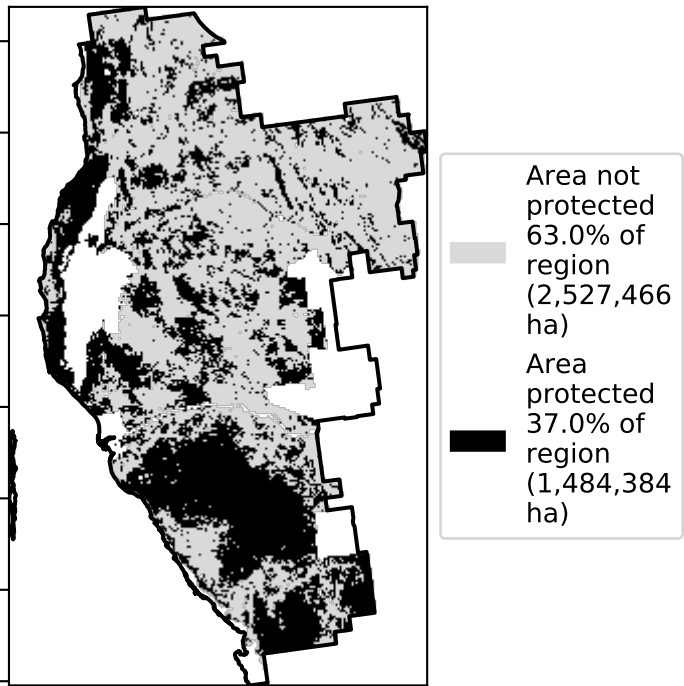 Area not
protected
63.0% of
region
(2,527,466
ha)
Area
protected
37.0% of
region
(1,484,384
ha)